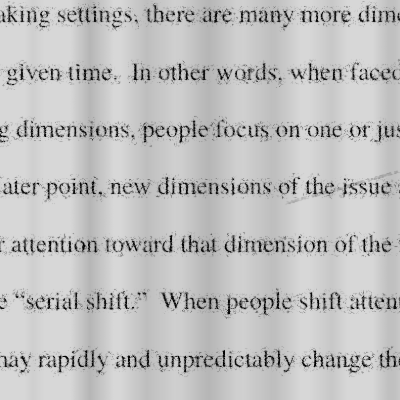 aking settings, there are many more dime
given time. In other words, when faced
g dimensions, people focus on one or jus
ater point, new dimensions of the issue
r attention toward that dimension of the
e “serial shift.” When people shift atten
may rapidly and unpredictably change the